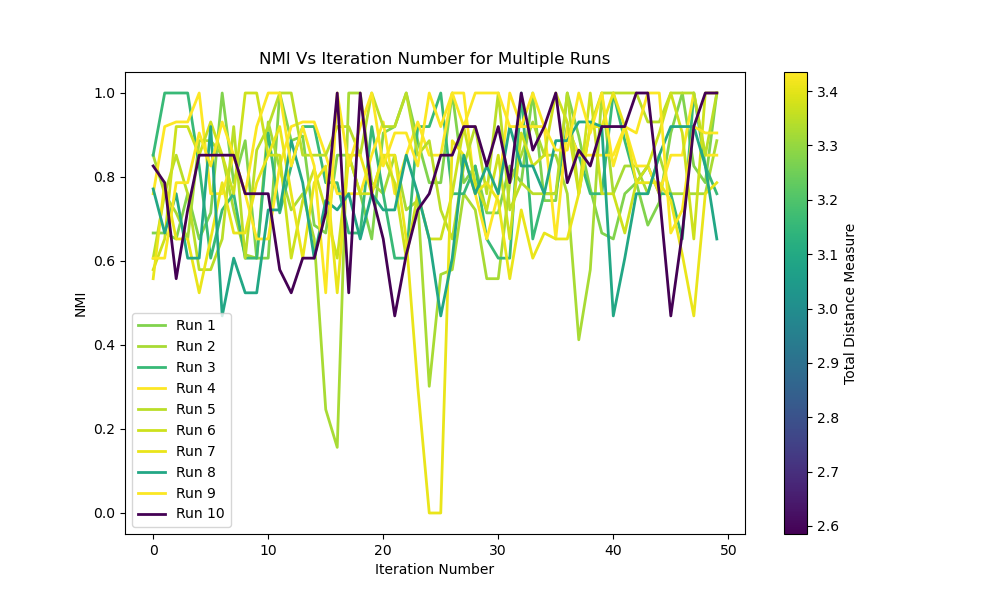 NMI Vs Iteration Number for Multiple Runs
1.0
0.8
0.6
0.4
0.2
0.0
NMI
Run 1
Run 2
Run 3
Run 4
Run 5
Run 6
Run 7
Run 8
Run 9
Run 10
0 10 20 30 40 50
Iteration Number
3.4
3.3
3.2
3.1
3.0
2.9
2.8
2.7
2.6
Total Distance Measure